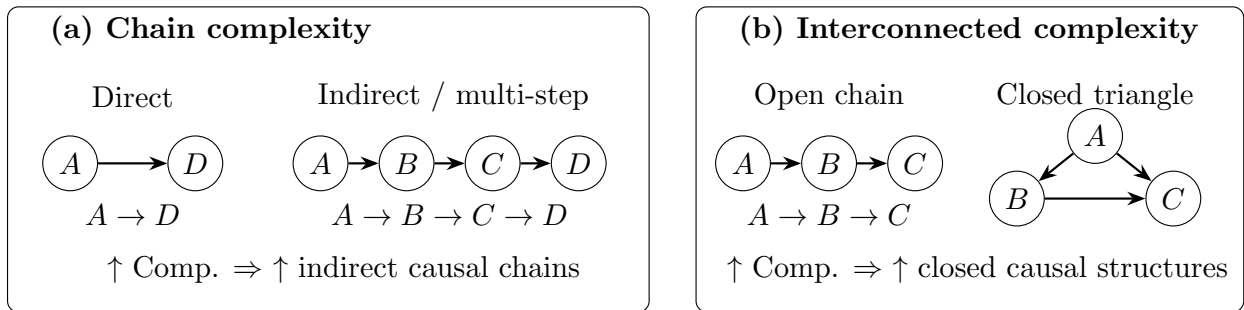 (a) Chain complexity
Direct
Indirect / multi-step
A D
A B C D
A → D
A → B → C → D
↑ Comp. ⇒ ↑ indirect causal chains
(b) Interconnected complexity
Open chain
Closed triangle
A B C
A
B C
A → B → C
↑ Comp. ⇒ ↑ closed causal structures